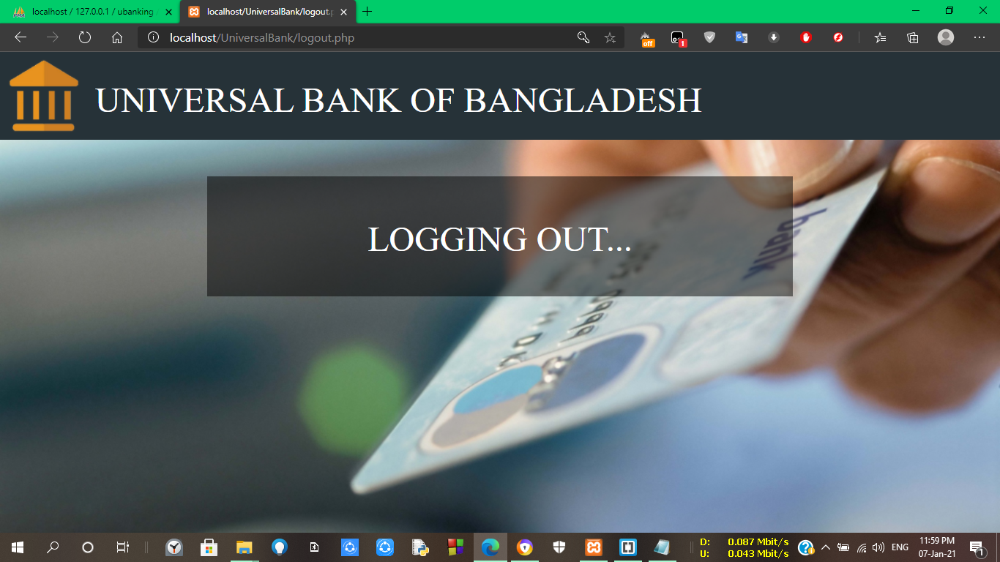 localhost / 127.0.0.1 / ubanking
localhost/UniversalBank/logout.p
localhost/UniversalBank/logout.php
off
1
UNIVERSAL BANK OF BANGLADESH
LOGGING OUT...
bank
D: 0.087 Mbit/s
U: 0.043 Mbit/s
ENG
11:59 PM
07-Jan-21
1